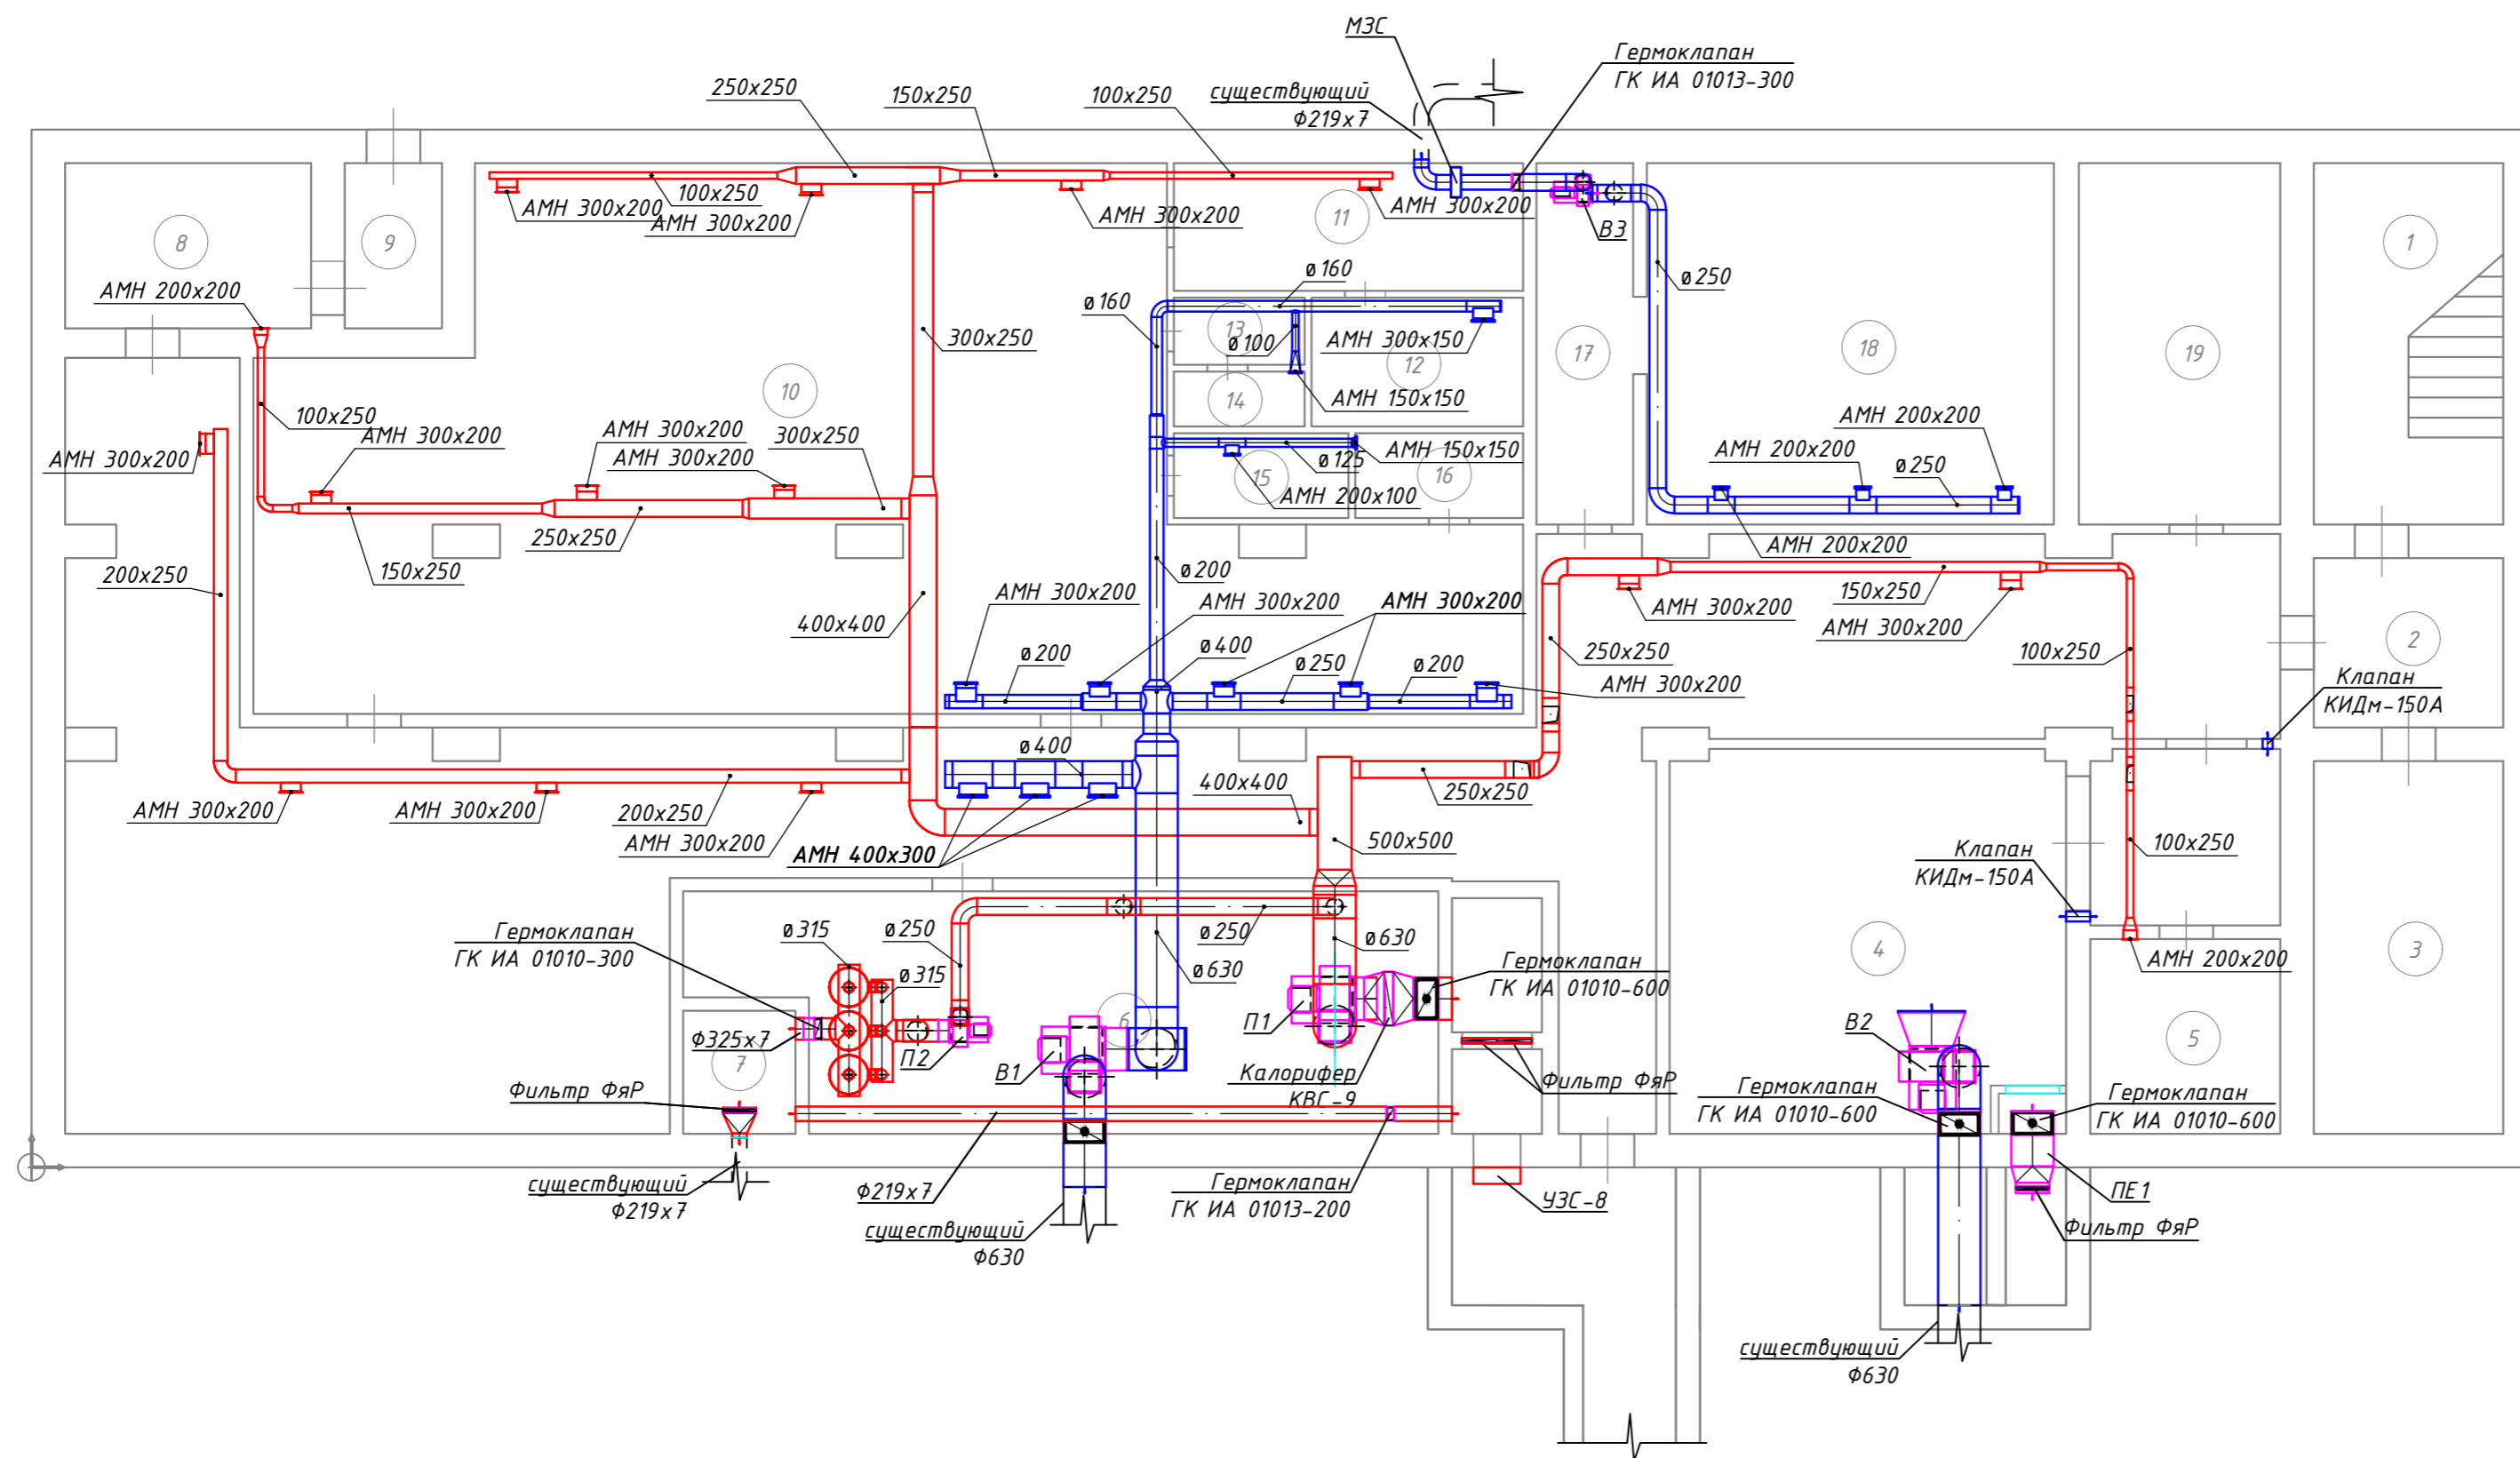 МЗС
Гермоклапан
ГК ИА 01013-300
250x250
150x250
100x250
существующий
Ф219x7
100x250
АМН 300x200
АМН 300x200
АМН 300x200
АМН 300x200
В3
8
9
11
1
АМН 200x200
ø160
ø160
ø250
300x250
13
ø100
АМН 300x150
12
17
18
19
10
14
АМН 150x150
100x250
АМН 300x200
АМН 300x200
АМН 300x200
300x250
АМН 300x200
АМН 200x200
АМН 200x200
ø250
АМН 150x150
ø125
15
16
АМН 200x100
250x250
150x250
200x250
АМН 200x200
ø200
АМН 300x200
АМН 300x200
АМН 300x200
АМН 300x200
150x250
АМН 300x200
400x400
ø200
ø400
ø250
ø200
250x250
100x250
2
АМН 300x200
Клапан
КИДм-150А
ø400
400x400
250x250
АМН 300x200
АМН 300x200
200x250
АМН 300x200
АМН 400x300
500x500
100x250
Клапан
КИДм-150А
Гермоклапан
ГК ИА 01010-300
ø315
ø250
ø315
ø250
ø630
ø630
Гермоклапан
ГК ИА 01010-600
4
3
АМН 200x200
Ф325x7
7
П2
6
В1
П1
Калорифер
КВС-9
Фильтр ФяР
Фильтр ФяР
В2
5
Гермоклапан
ГК ИА 01010-600
Гермоклапан
ГК ИА 01010-600
существующий
Ф219x7
Ф219x7
существующий
Ф630
Гермоклапан
ГК ИА 01013-200
УЗС-8
ПЕ1
Фильтр ФяР
существующий
Ф630